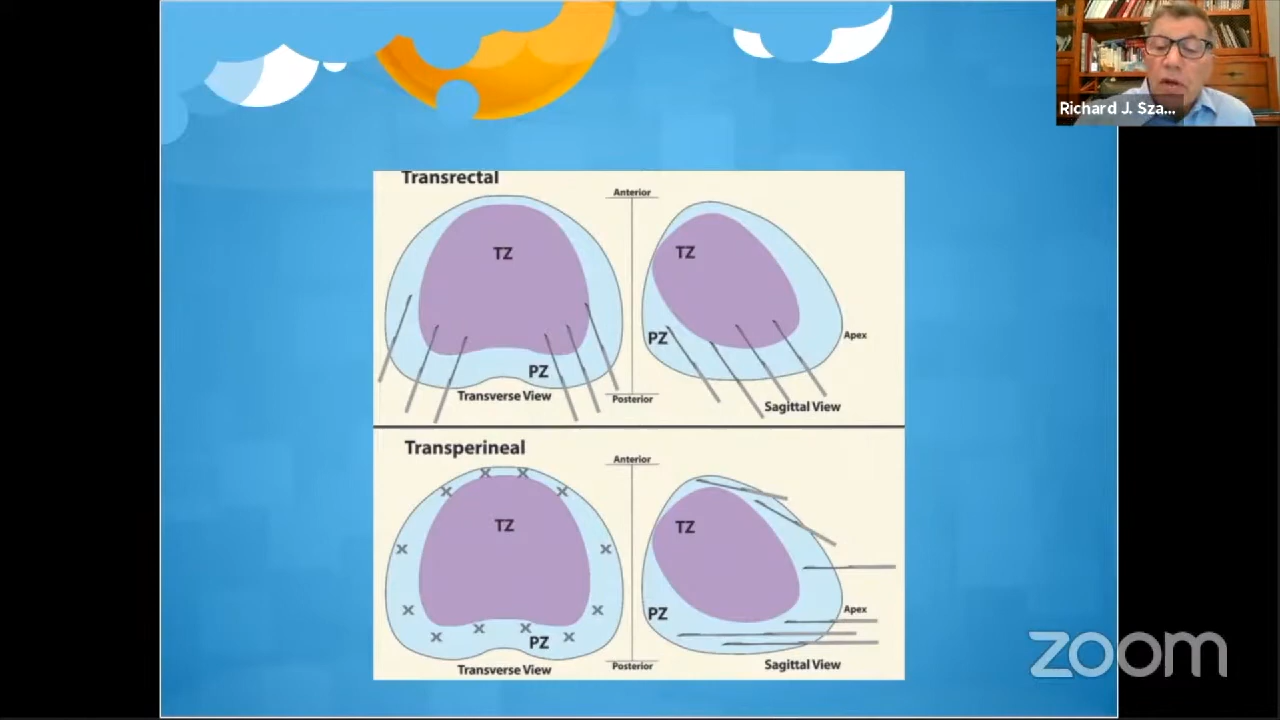 Richard J. Sza...
Transrectal
Anterior
TZ
TZ
PZ
Apex
PZ
Transverse View
Posterior
Sagittal View
Transperineal
Anterior
TZ
TZ
Apex
PZ
PZ
Transverse View
Posterior
Sagittal View
zoom